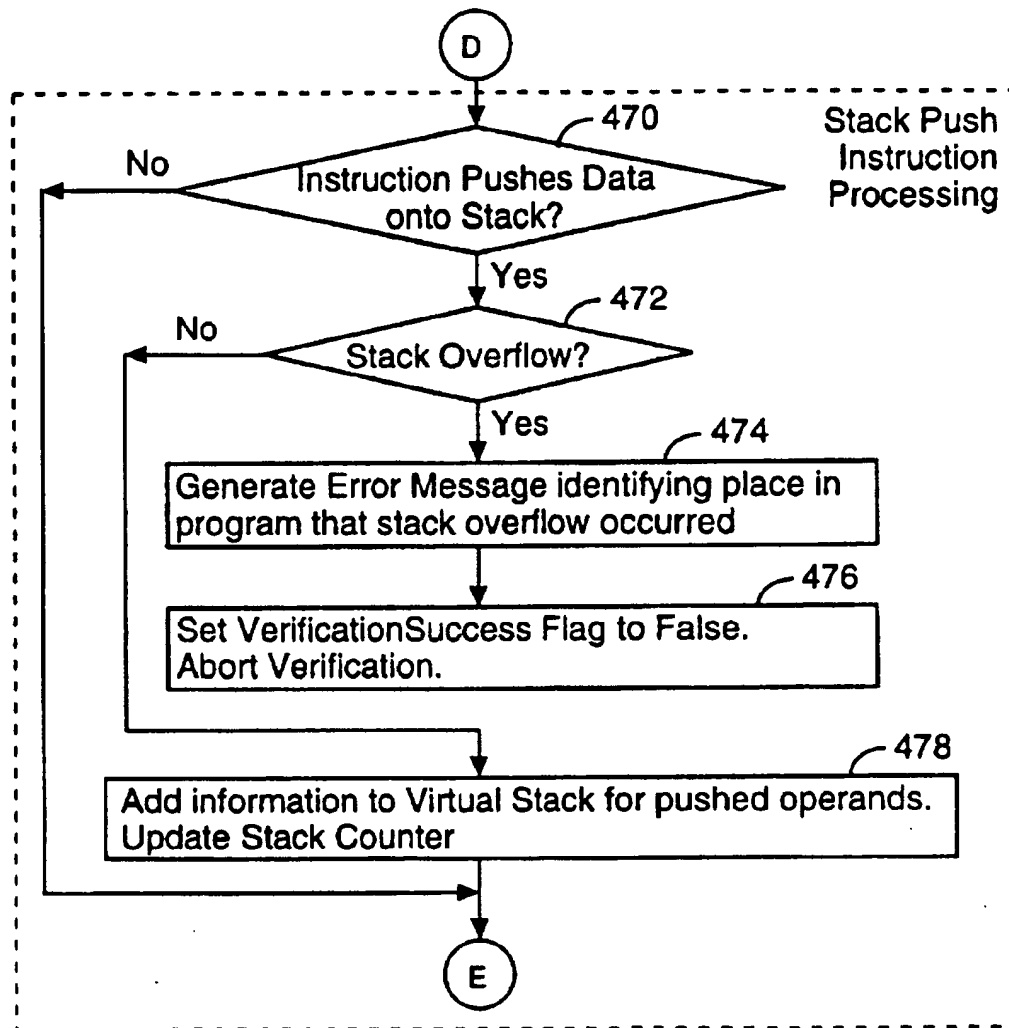 D
470
Stack Push
Instruction
Processing
No
Instruction Pushes Data
onto Stack?
Yes
472
No
Stack Overflow?
Yes
474
Generate Error Message identifying place in
program that stack overflow occurred
476
Set VerificationSuccess Flag to False.
Abort Verification.
478
Add information to Virtual Stack for pushed operands.
Update Stack Counter
E